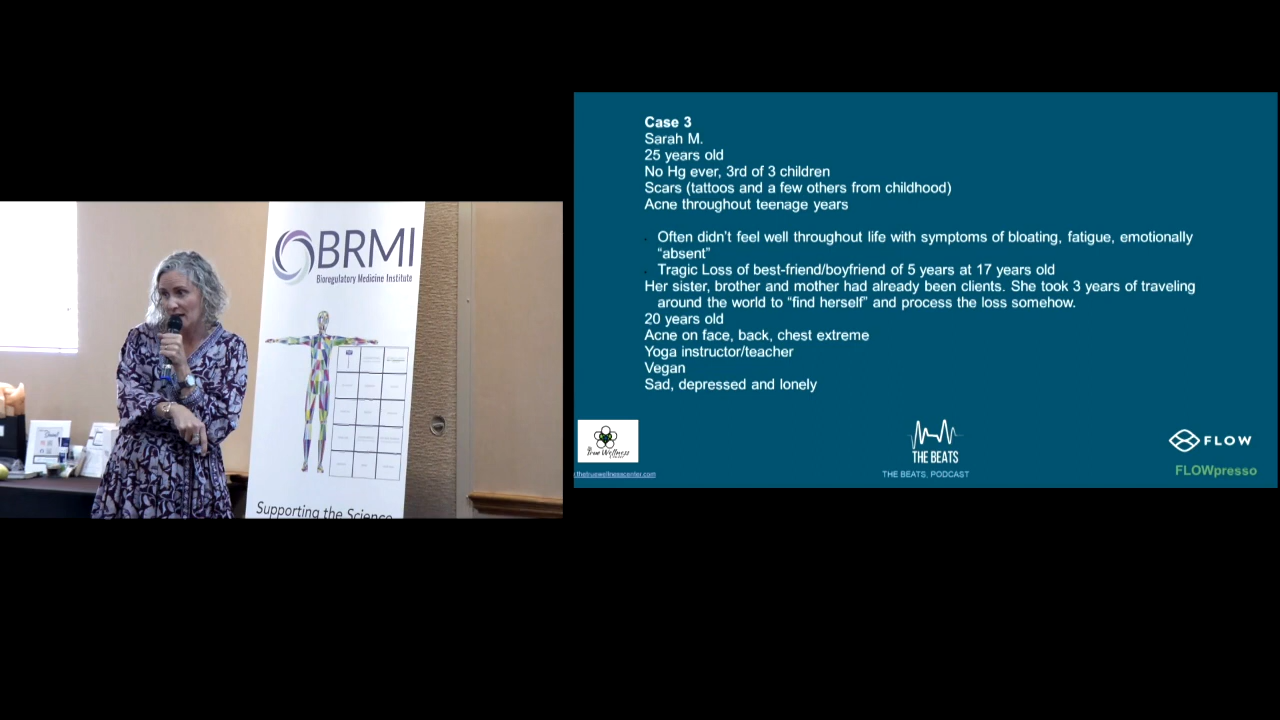 BRMI
Bioregulatory Medicine Institute
Supporting the Science
Case 3
Sarah M.
25 years old
No Hg ever, 3rd of 3 children
Scars (tattoos and a few others from childhood)
Acne throughout teenage years
Often didn't feel well throughout life with symptoms of bloating, fatigue, emotionally
“absent”
Tragic Loss of best-friend/boyfriend of 5 years at 17 years old
Her sister, brother and mother had already been clients. She took 3 years of traveling
around the world to “find herself” and process the loss somehow.
20 years old
Acne on face, back, chest extreme
Yoga instructor/teacher
Vegan
Sad, depressed and lonely
True Wellness
.thetruewellnesscenter.com
THE BEATS
THE BEATS, PODCAST
FLOW
FLOWpresso